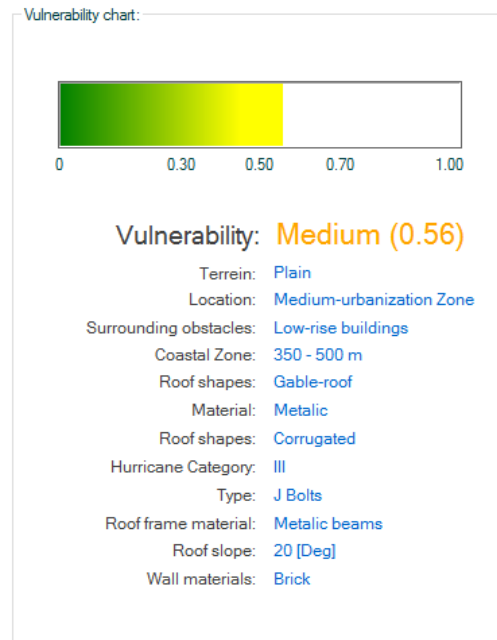 Vulnerability chart:
0 0.30 0.50 0.70 1.00
Vulnerability: Medium (0.56)
Terrein: Plain
Location: Medium-urbanization Zone
Surrounding obstacles: Low-rise buildings
Coastal Zone: 350 - 500 m
Roof shapes: Gable-roof
Material: Metalic
Roof shapes: Corrugated
Hurricane Category: III
Type: J Bolts
Roof frame material: Metalic beams
Roof slope: 20 [Deg]
Wall materials: Brick